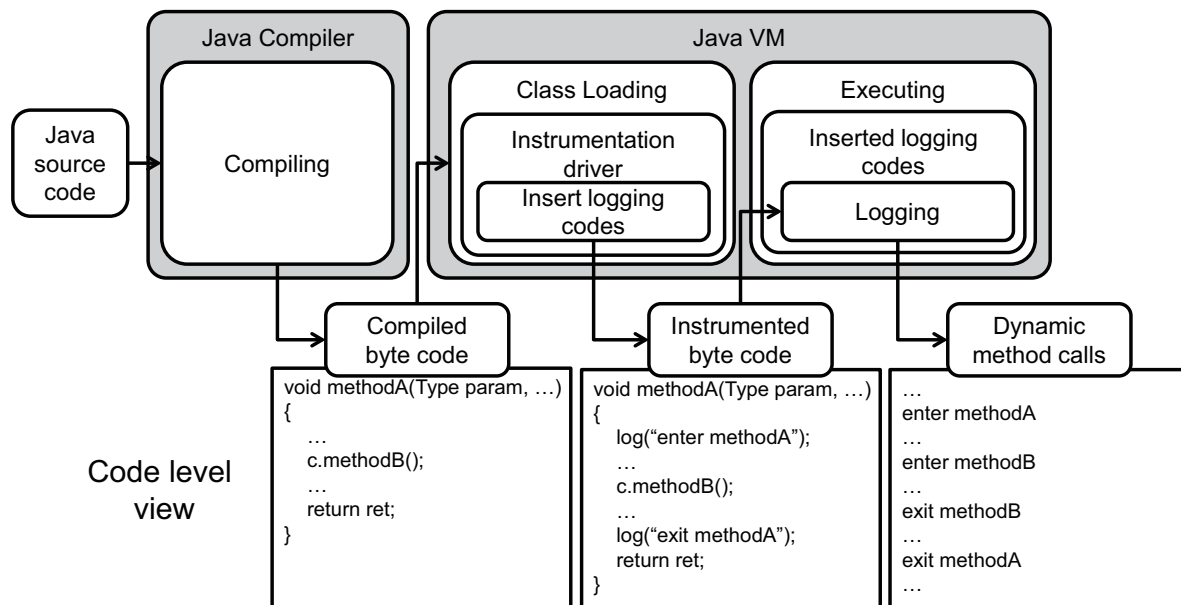 Java Compiler
Java VM
Java
source
code
Compiling
Class Loading
Instrumentation
driver
Insert logging
codes
Executing
Inserted logging
codes
Logging
Compiled
byte code
Instrumented
byte code
Dynamic
method calls
Code level
view
void methodA(Type param, …)
{
…
c.methodB();
…
return ret;
}
void methodA(Type param, …)
{
log(“enter methodA”);
…
c.methodB();
…
log(“exit methodA”);
return ret;
}
…
enter methodA
…
enter methodB
…
exit methodB
…
exit methodA
…